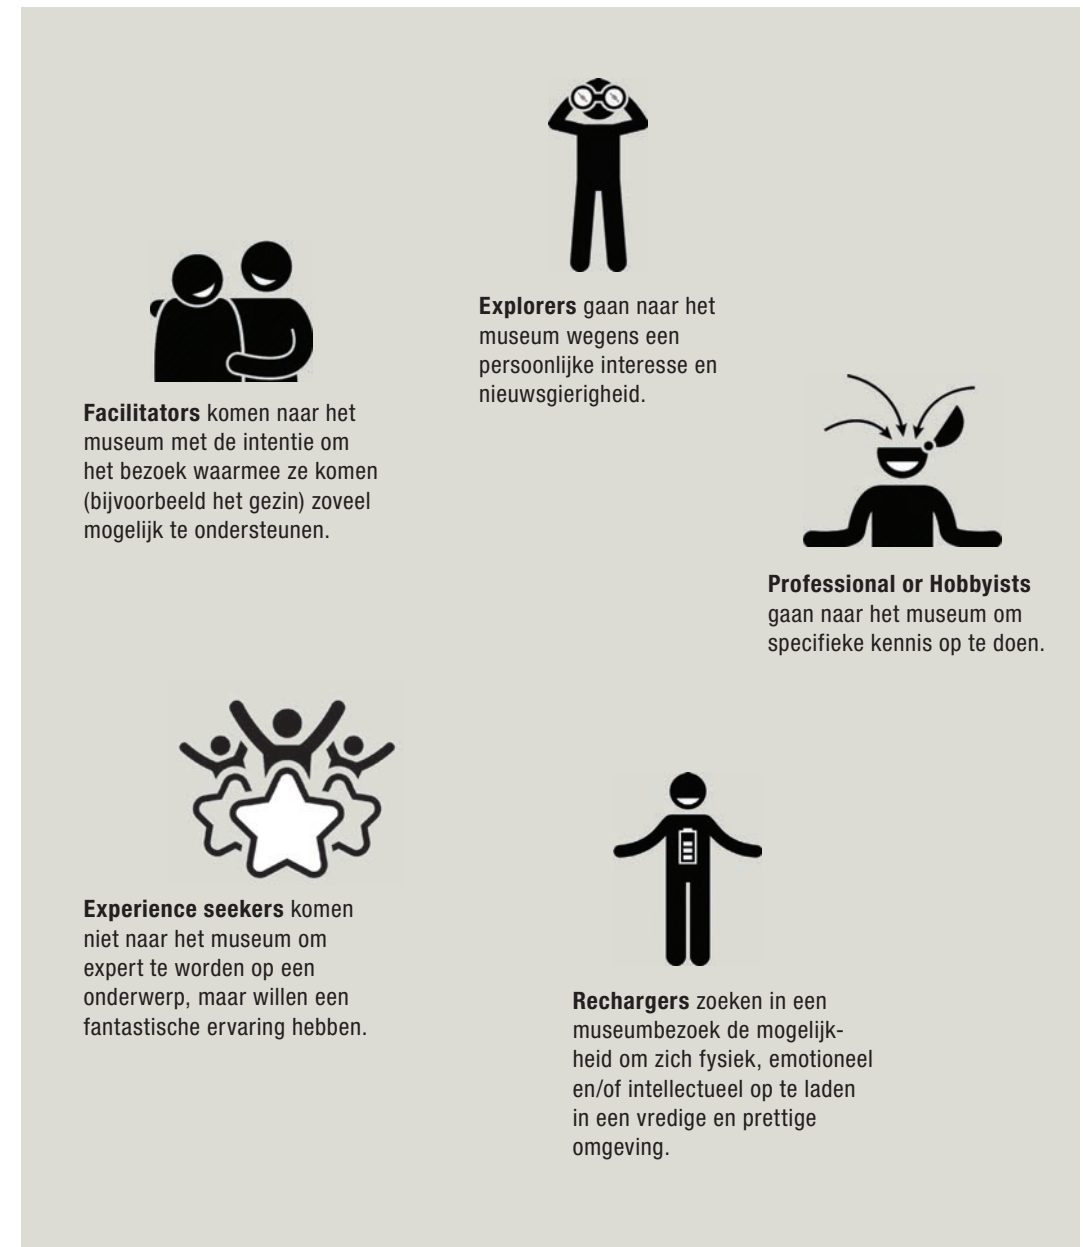 Explorers gaan naar het
museum wegens een
persoonlijke interesse en
nieuwsgierigheid.
Facilitators komen naar het
museum met de intentie om
het bezoek waarmee ze komen
(bijvoorbeeld het gezin) zoveel
mogelijk te ondersteunen.
Professional or Hobbyists
gaan naar het museum om
specifieke kennis op te doen.
Experience seekers komen
niet naar het museum om
expert te worden op een
onderwerp, maar willen een
fantastische ervaring hebben.
Rechargers zoeken in een
museumbezoek de mogelijk-
heid om zich fysiek, emotioneel
en/of intellectueel op te laden
in een vredige en prettige
omgeving.